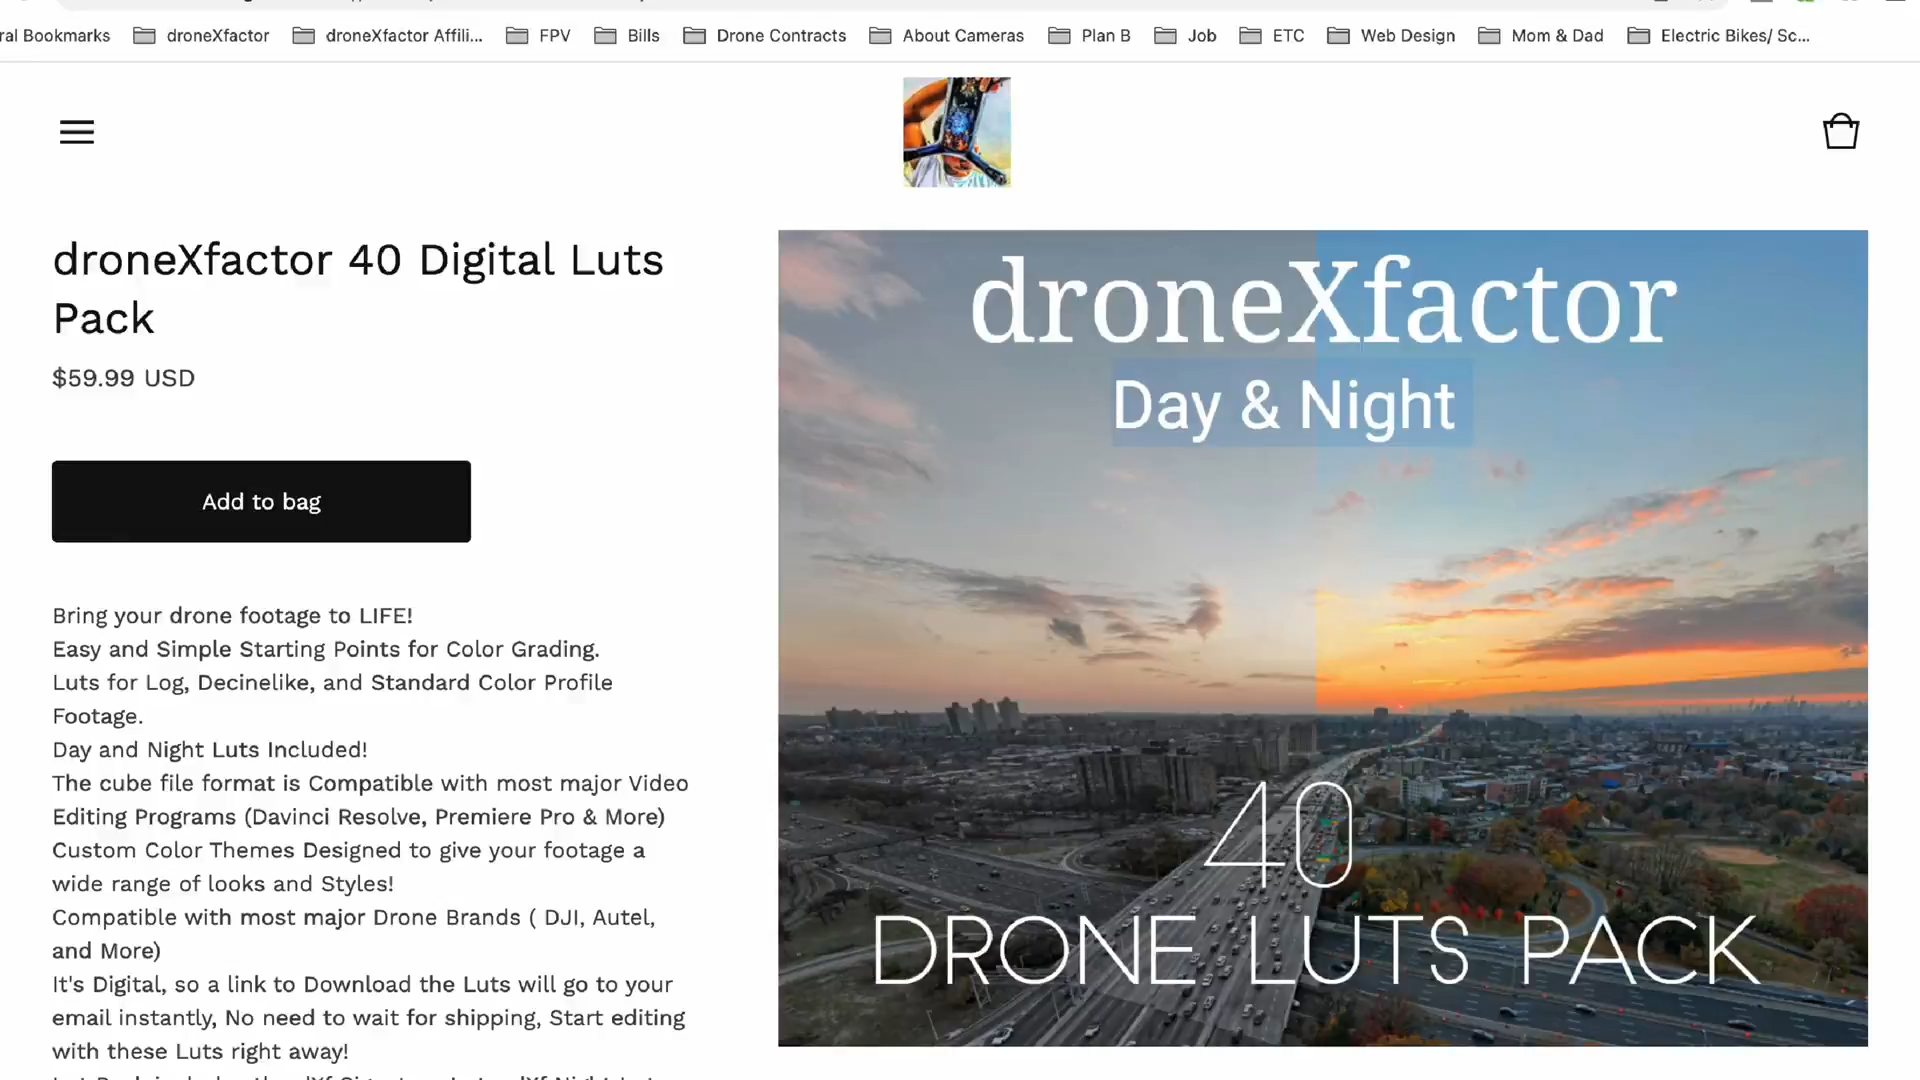 ral Bookmarks droneXfactor droneXfactor Affili... FPV Bills Drone Contracts About Cameras Plan B Job ETC Web Design Mom & Dad Electric Bikes/ Sc...
droneXfactor 40 Digital Luts
Pack
$59.99 USD
Add to bag
Bring your drone footage to LIFE!
Easy and Simple Starting Points for Color Grading.
Luts for Log, Decinelike, and Standard Color Profile
Footage.
Day and Night Luts Included!
The cube file format is Compatible with most major Video
Editing Programs (Davinci Resolve, Premiere Pro & More)
Custom Color Themes Designed to give your footage a
wide range of looks and Styles!
Compatible with most major Drone Brands ( DJI, Autel,
and More)
It's Digital, so a link to Download the Luts will go to your
email instantly, No need to wait for shipping, Start editing
with these Luts right away!
droneXfactor
Day & Night
40
DRONE LUTS PACK